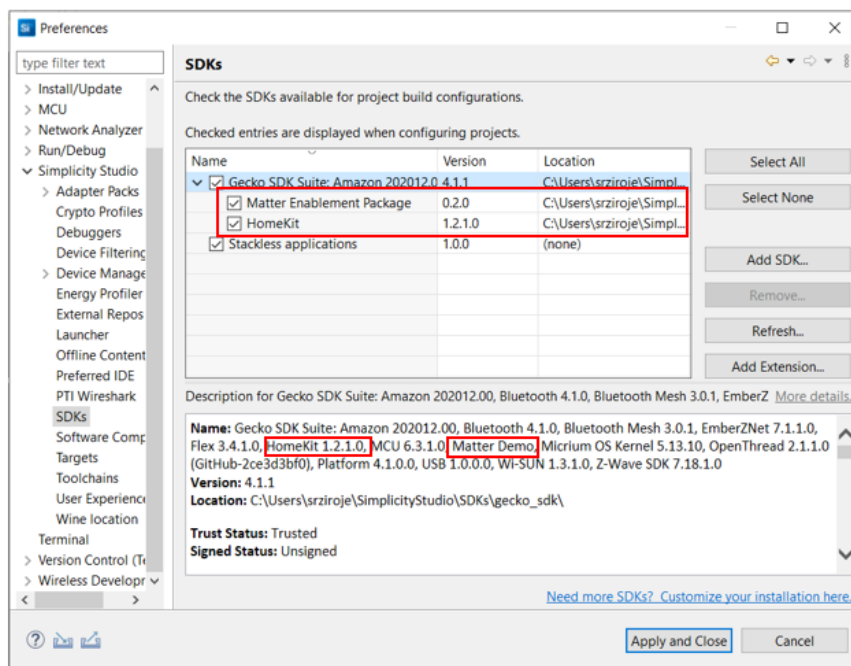 Preferences
type filter text
Install/Update
MCU
Network Analyzer
Run/Debug
Simplicity Studio
Adapter Packs
Crypto Profiles
Debuggers
Device Filtering
Device Manage
Energy Profiler
External Repos
Launcher
Offline Content
Preferred IDE
PTI Wireshark
SDKs
Software Comp
Targets
Toolchains
User Experience
Wine location
Terminal
Version Control (Te
Wireless Developr
SDKs
Check the SDKs available for project build configurations.
Checked entries are displayed when configuring projects.
Name Version Location
Gecko SDK Suite: Amazon 202012.0 4.1.1 C:\Users\srziroje\Simpl...
Matter Enablement Package 0.2.0 C:\Users\srziroje\Simpl...
HomeKit 1.2.1.0 C:\Users\srziroje\Simpl...
Stackless applications 1.0.0 (none)
Select All
Select None
Add SDK...
Remove...
Refresh...
Add Extension...
Description for Gecko SDK Suite: Amazon 202012.00, Bluetooth 4.1.0, Bluetooth Mesh 3.0.1, EmberZ More details.
Name: Gecko SDK Suite: Amazon 202012.00, Bluetooth 4.1.0, Bluetooth Mesh 3.0.1, EmberZNet 7.1.1.0,
Flex 3.4.1.0, HomeKit 1.2.1.0, MCU 6.3.1.0, Matter Demo, Micrium OS Kernel 5.13.10, OpenThread 2.1.1.0
(GitHub-2ce3d3bf0), Platform 4.1.0.0, USB 1.0.0.0, Wi-SUN 1.3.1.0, Z-Wave SDK 7.18.1.0
Version: 4.1.1
Location: C:\Users\srziroje\SimplicityStudio\SDKs\gecko_sdk\
Trust Status: Trusted
Signed Status: Unsigned
Need more SDKs? Customize your installation here.
Apply and Close
Cancel